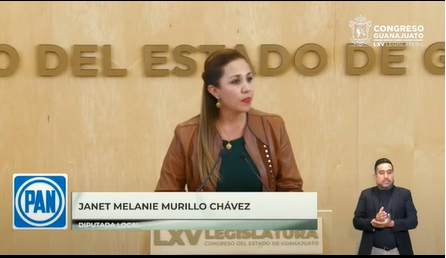 CONGRESO
GUANAJUATO
LXV LEGISLATURA
O DEL ESTADO DE G
PAN
JANET MELANIE MURILLO CHÁVEZ
DIPUTADA LOCAL
LXV LEGISLATURA
CONGRESO DEL ESTADO DE GUANAJUATO